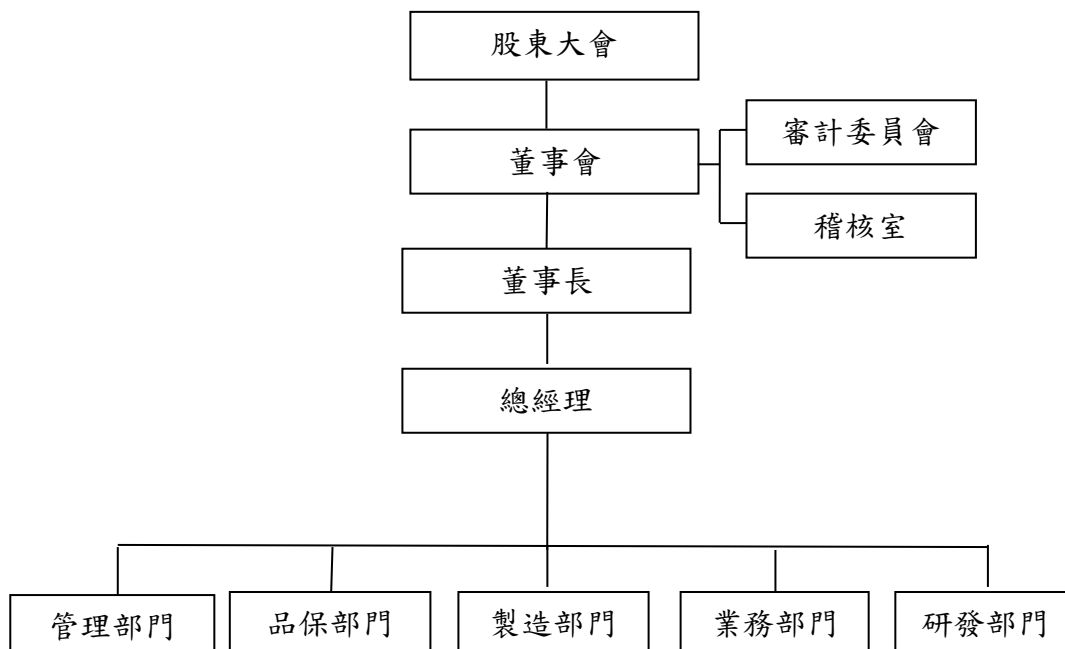 股東大會
董事會
審計委員會
稽核室
董事長
總經理
管理部門
品保部門
製造部門
業務部門
研發部門